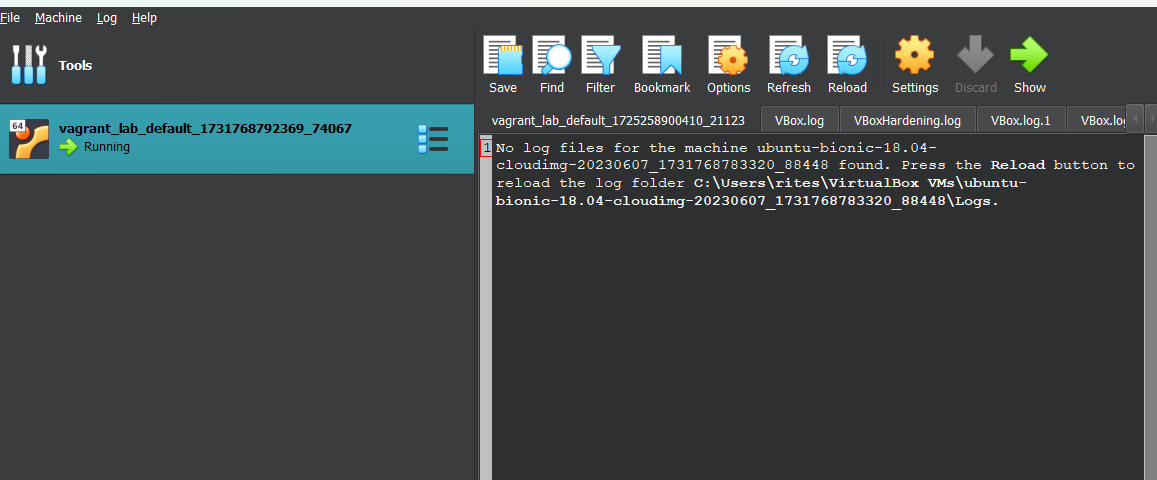 File Machine Log Help
Tools
64
vagrant_lab_default_1731768792369_74067
Running
Save Find Filter Bookmark Options Refresh Reload Settings Discard Show
vagrant_lab_default_1725258900410_21123 VBox.log VBoxHardening.log VBox.log.1 VBox.log
1 No log files for the machine ubuntu-bionic-18.04-
cloudimg-20230607_1731768783320_88448 found. Press the Reload button to
reload the log folder C:\Users\rites\VirtualBox VMs\ubuntu-
bionic-18.04-cloudimg-20230607_1731768783320_88448\Logs.